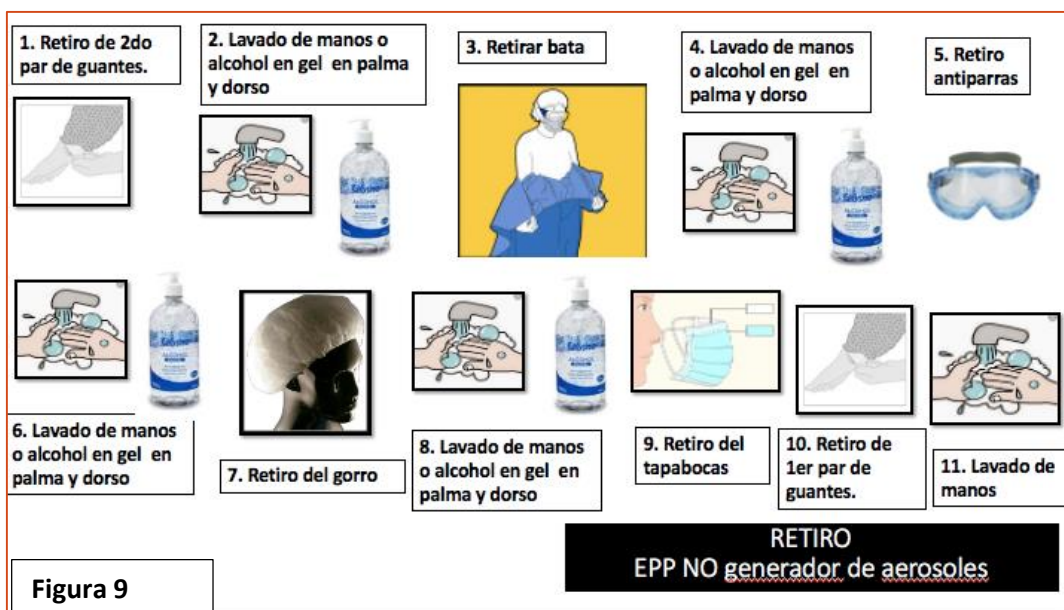 1. Retiro de 2do
par de guantes.
2. Lavado de manos o
alcohol en gel en palma
y dorso
3. Retirar bata
4. Lavado de manos
o alcohol en gel en
palma y dorso
5. Retiro
antiparras
6. Lavado de manos
o alcohol en gel en
palma y dorso
7. Retiro del gorro
8. Lavado de manos
o alcohol en gel en
palma y dorso
9. Retiro del
tapabocas
10. Retiro de
1er par de
guantes.
11. Lavado de
manos
RETIRO
EPP NO generador de aerosoles
Figura 9